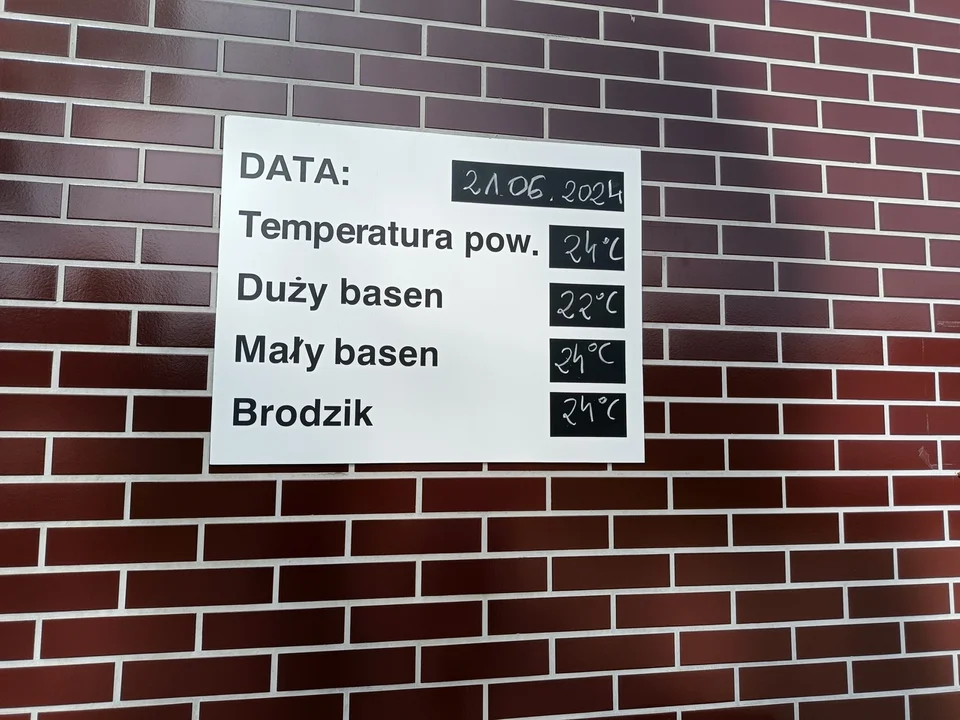 DATA: 21.06.2024
Temperatura pow. 24°C
Duży basen 22°C
Mały basen 24°C
Brodzik 24°C